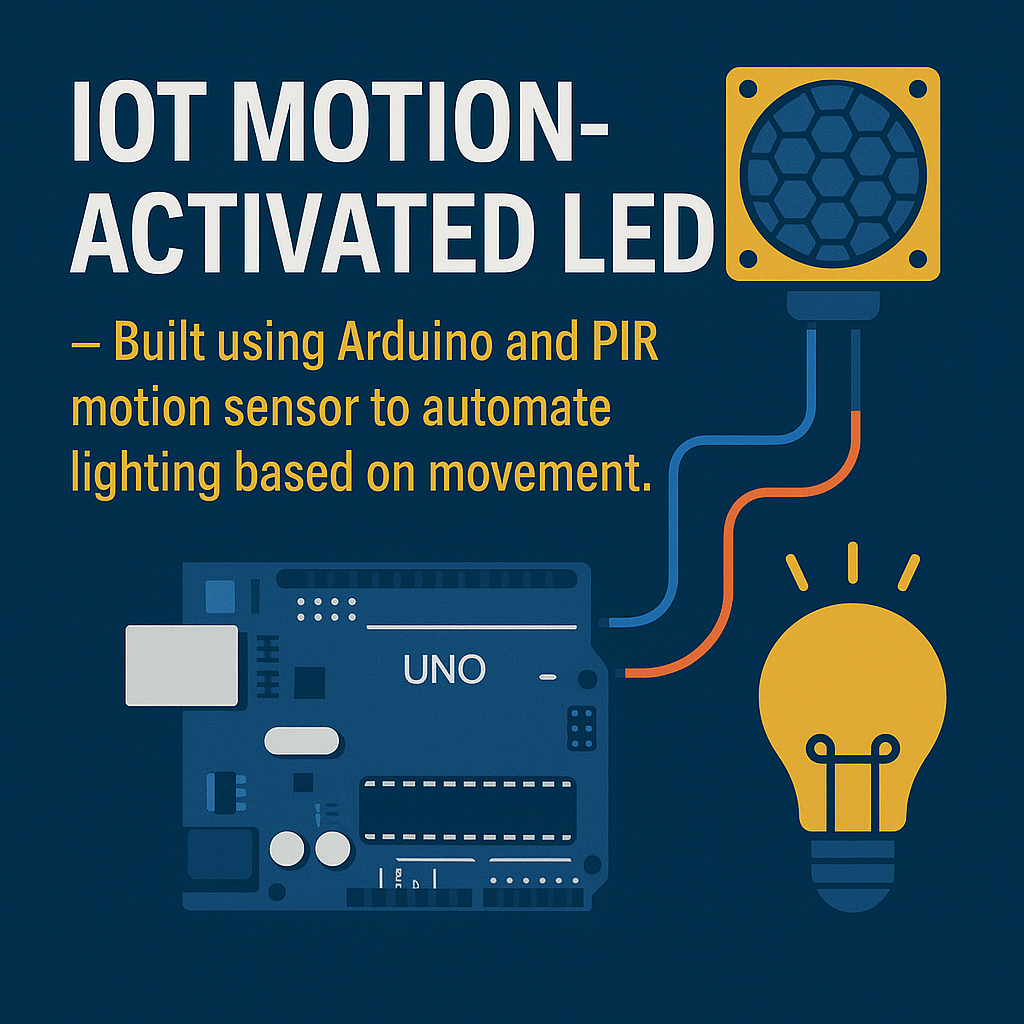 IOT MOTION-
ACTIVATED LED
– Built using Arduino and PIR
motion sensor to automate
lighting based on movement.
UNO